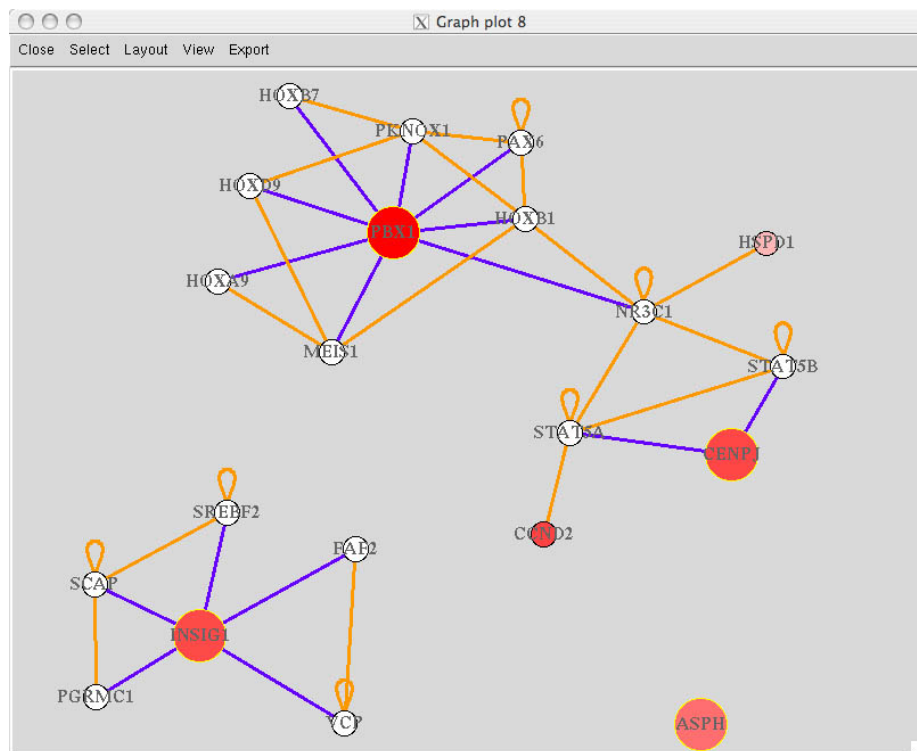 Graph plot 8
Close Select Layout View Export
HOXB7
PKNOX1
PAX6
HOXD9
HOXB1
PBX1
HSPD1
HOXA9
NR3C1
MEIS1
STAT5B
STAT5A
CENPJ
SREBF2
CCND2
FAF2
SCAP
INSIG1
PGRMC1
VCP
ASPH